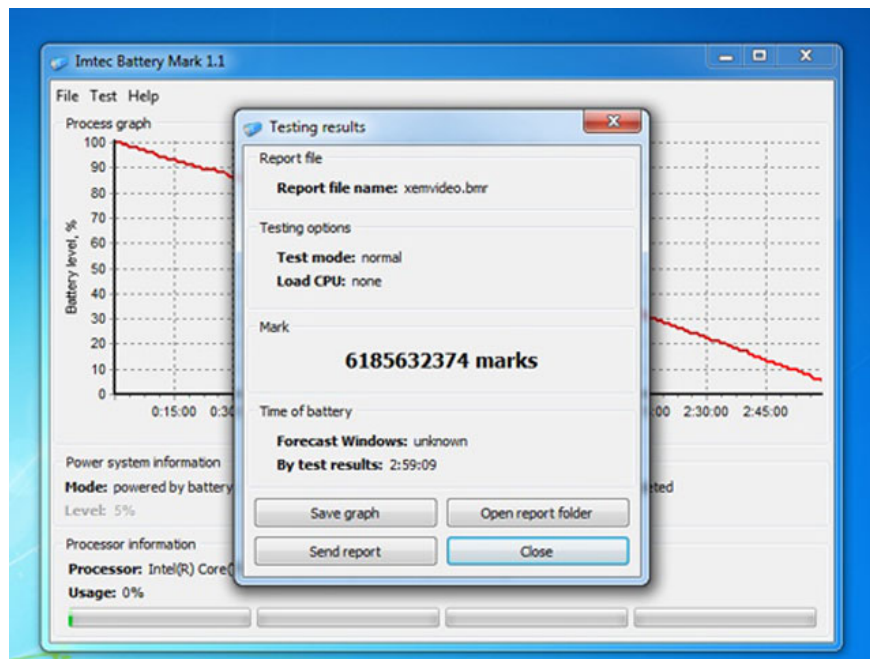 Imtec Battery Mark 1.1
File Test Help
Process graph
Battery level, %
100
90
80
70
60
50
40
30
20
10
0
0:15:00 0:30 :00 2:30:00 2:45:00
Power system information
Mode: powered by battery
Level: 5%
Processor information
Processor: Intel(R) Core(
Usage: 0%
Testing results
Report file
Report file name: xemvideo.bmr
Testing options
Test mode: normal
Load CPU: none
Mark
6185632374 marks
Time of battery
Forecast Windows: unknown
By test results: 2:59:09
Save graph Open report folder
Send report Close